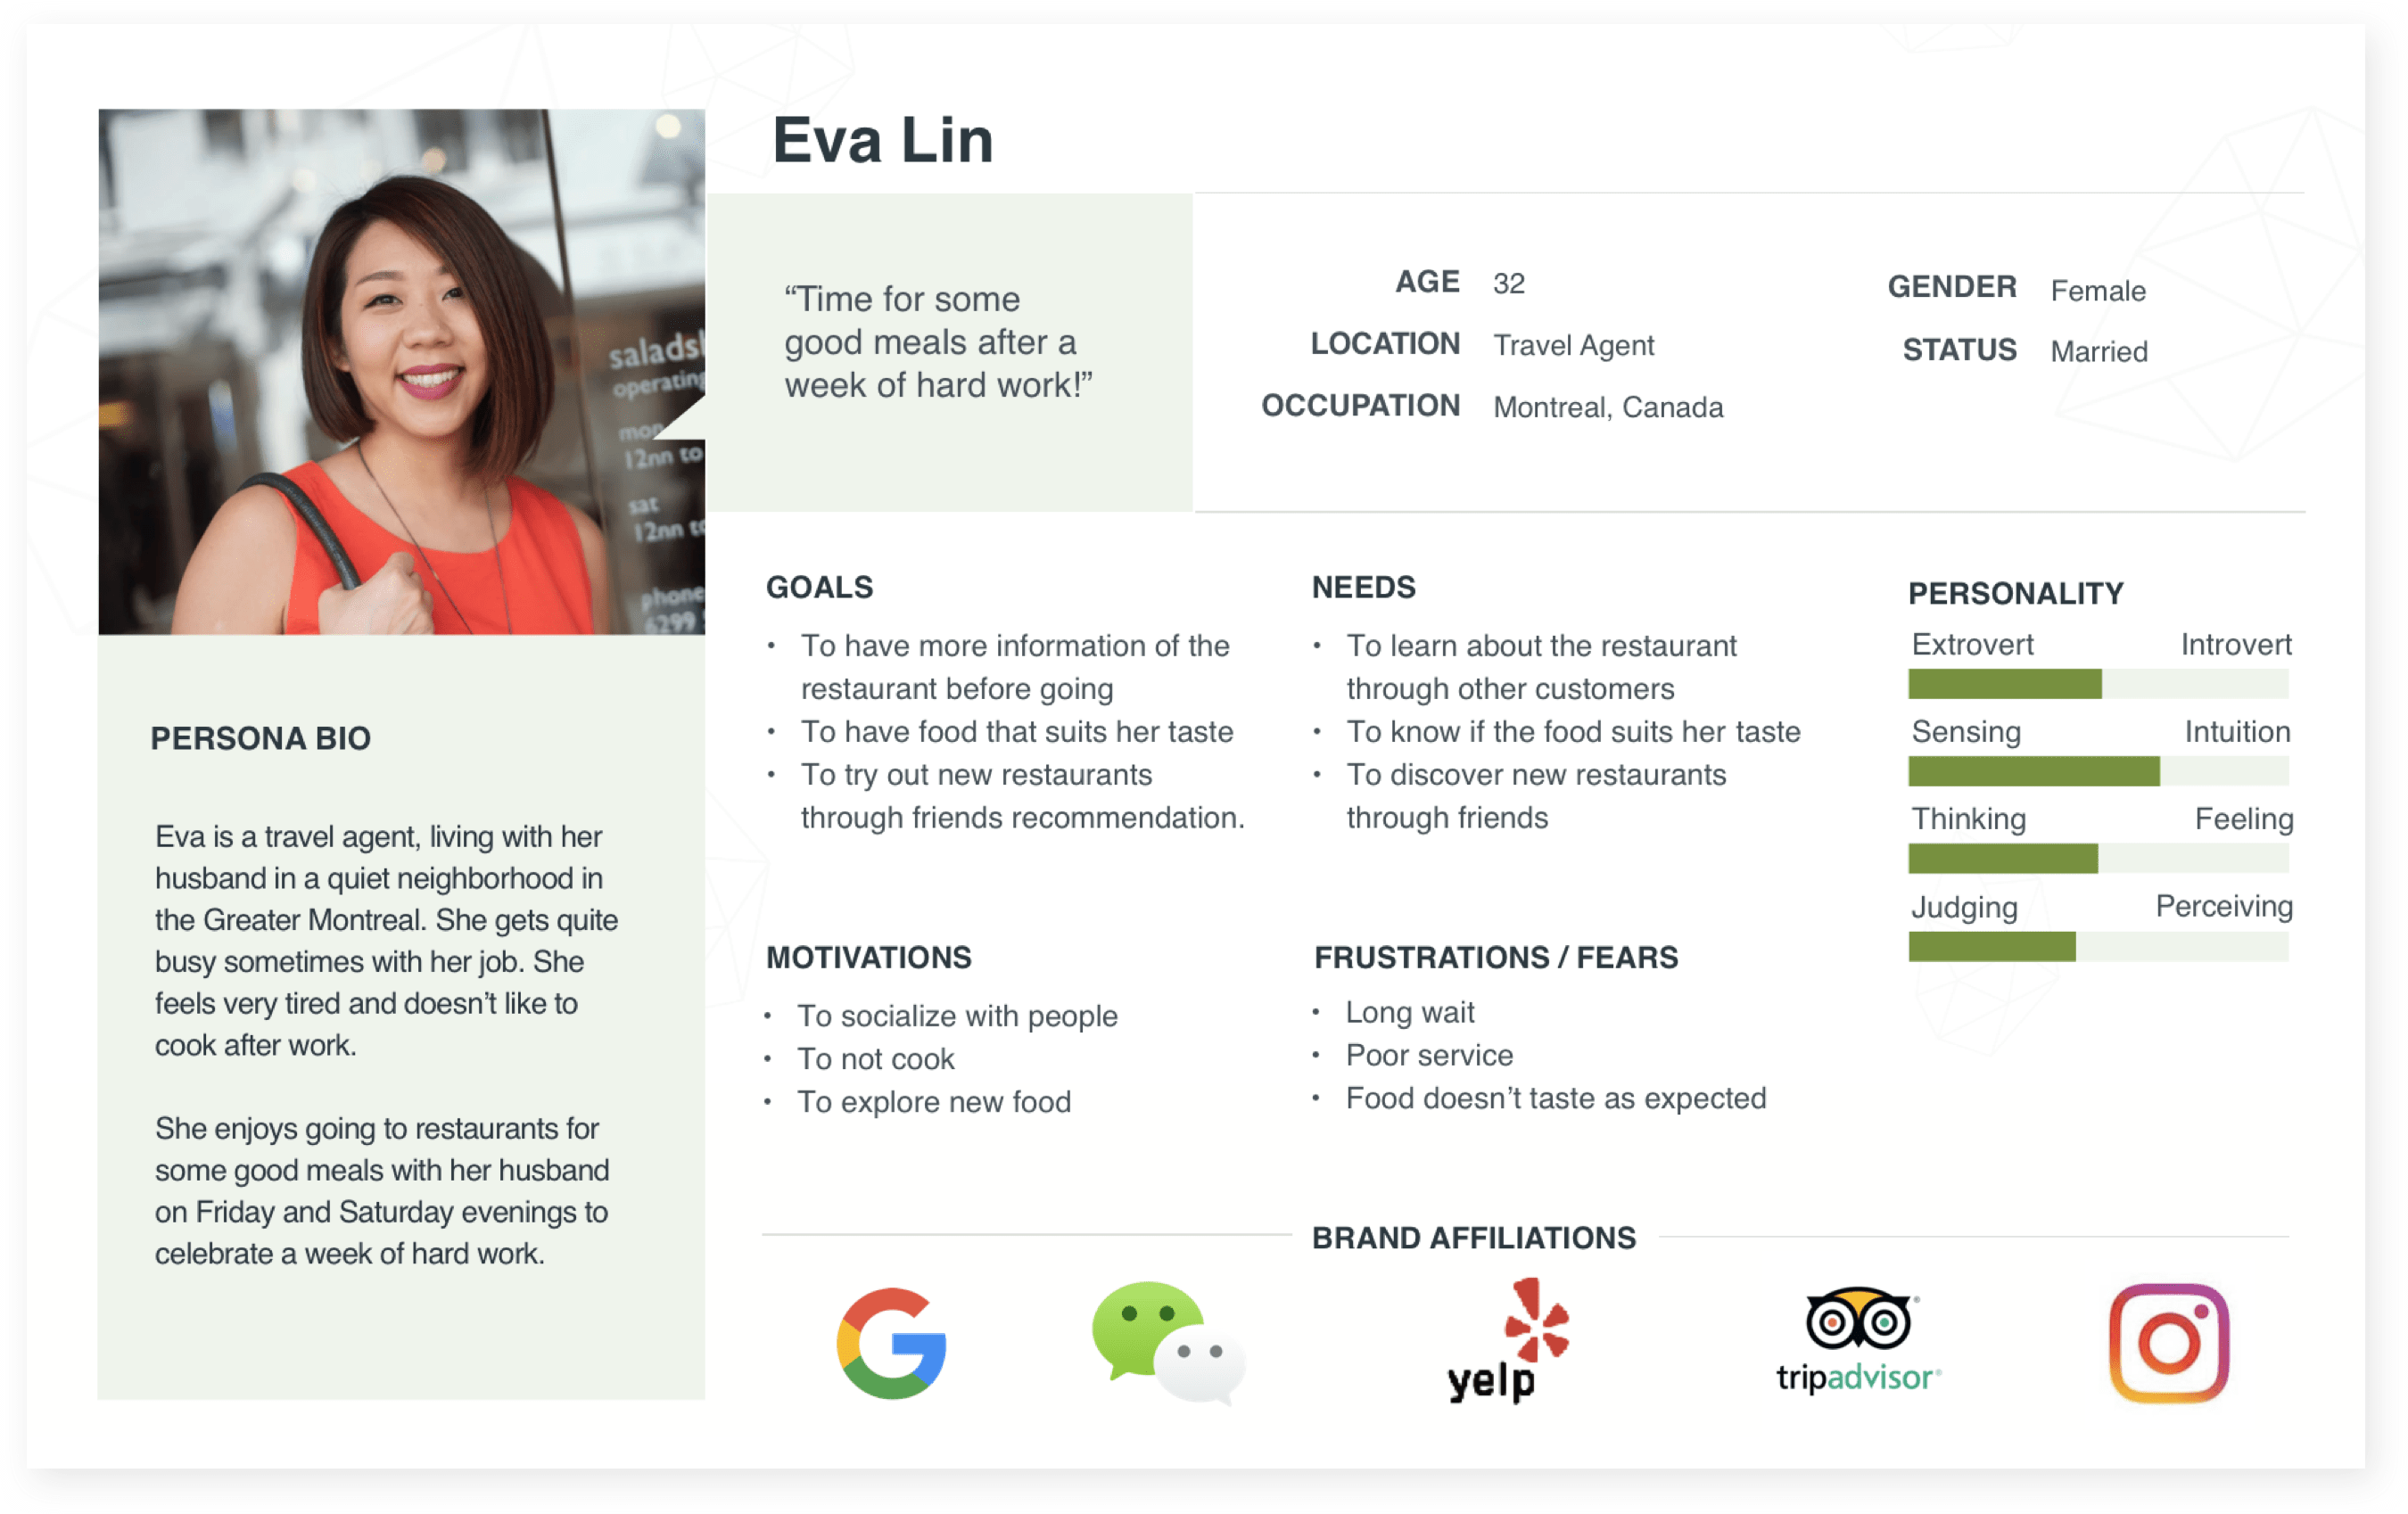 Eva Lin
“Time for some
good meals after a
week of hard work!”
AGE 32
LOCATION Travel Agent
OCCUPATION Montreal, Canada
GENDER Female
STATUS Married
salads
operating
mon
12nn to
sat
12nn to
phone
6299
PERSONA BIO
Eva is a travel agent, living with her
husband in a quiet neighborhood in
the Greater Montreal. She gets quite
busy sometimes with her job. She
feels very tired and doesn’t like to
cook after work.
She enjoys going to restaurants for
some good meals with her husband
on Friday and Saturday evenings to
celebrate a week of hard work.
GOALS
• To have more information of the
restaurant before going
• To have food that suits her taste
• To try out new restaurants
through friends recommendation.
NEEDS
• To learn about the restaurant
through other customers
• To know if the food suits her taste
• To discover new restaurants
through friends
PERSONALITY
Extrovert Introvert
Sensing Intuition
Thinking Feeling
Judging Perceiving
MOTIVATIONS
• To socialize with people
• To not cook
• To explore new food
FRUSTRATIONS / FEARS
• Long wait
• Poor service
• Food doesn’t taste as expected
BRAND AFFILIATIONS
G
yelp
tripadvisor®